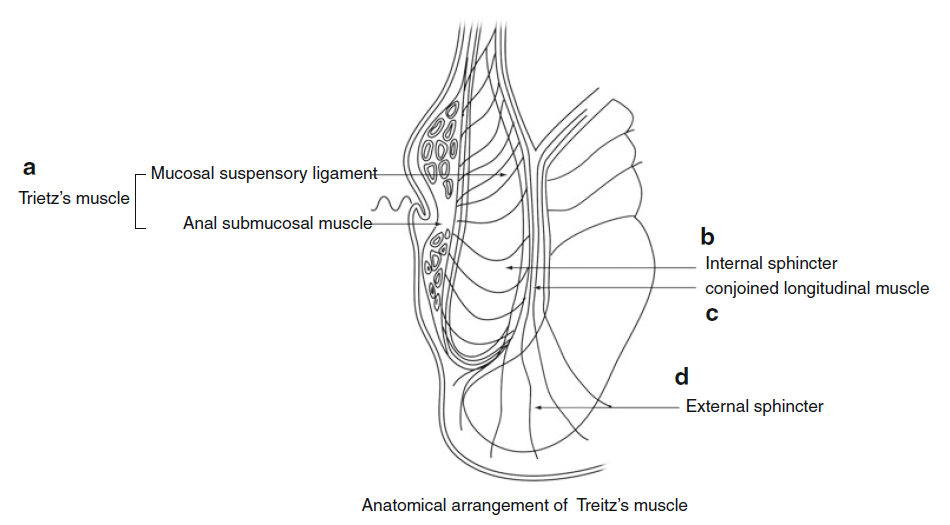 a
Trietz's muscle
Mucosal suspensory ligament
Anal submucosal muscle
b
Internal sphincter
conjoined longitudinal muscle
c
d
External sphincter
Anatomical arrangement of Treitz's muscle